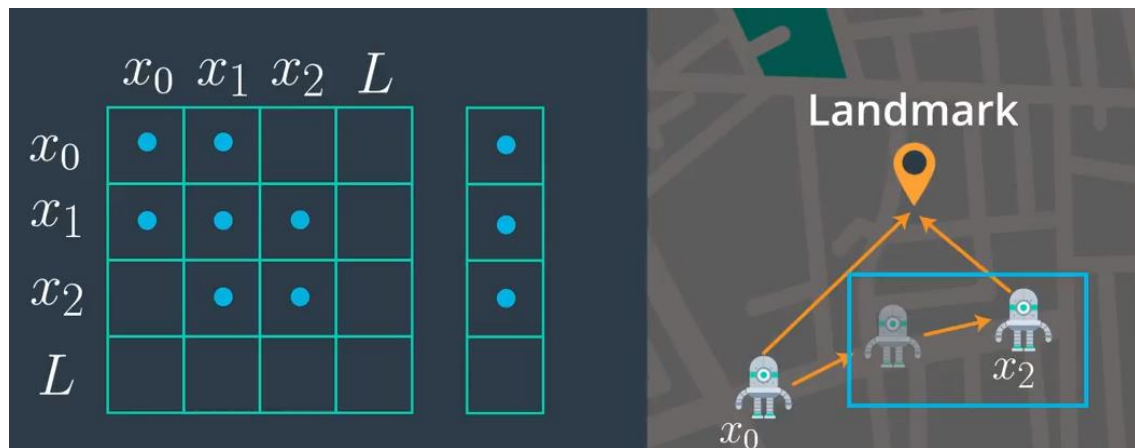 x₀ x₁ x₂ L
x₀
x₁
x₂
L
Landmark
x₂
x₀